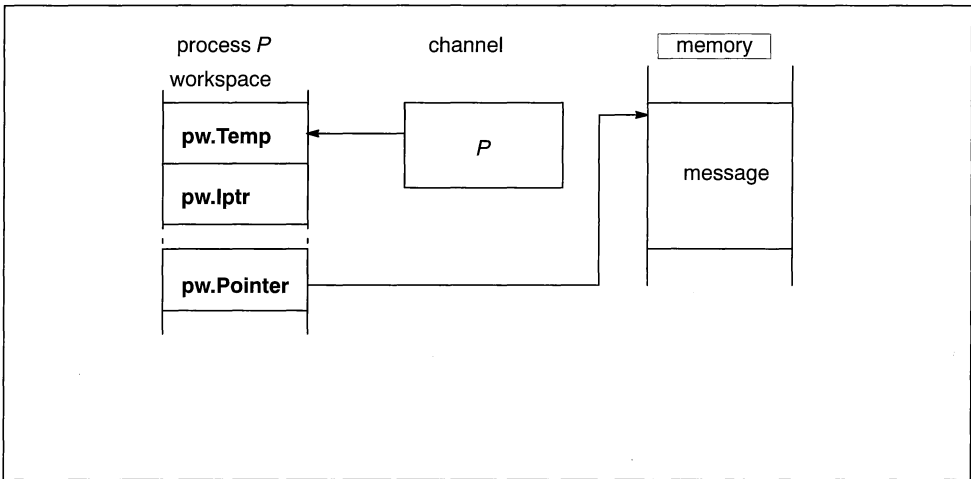 process P
channel
memory
workspace
pw.Temp
P
message
pw.Iptr
pw.Pointer